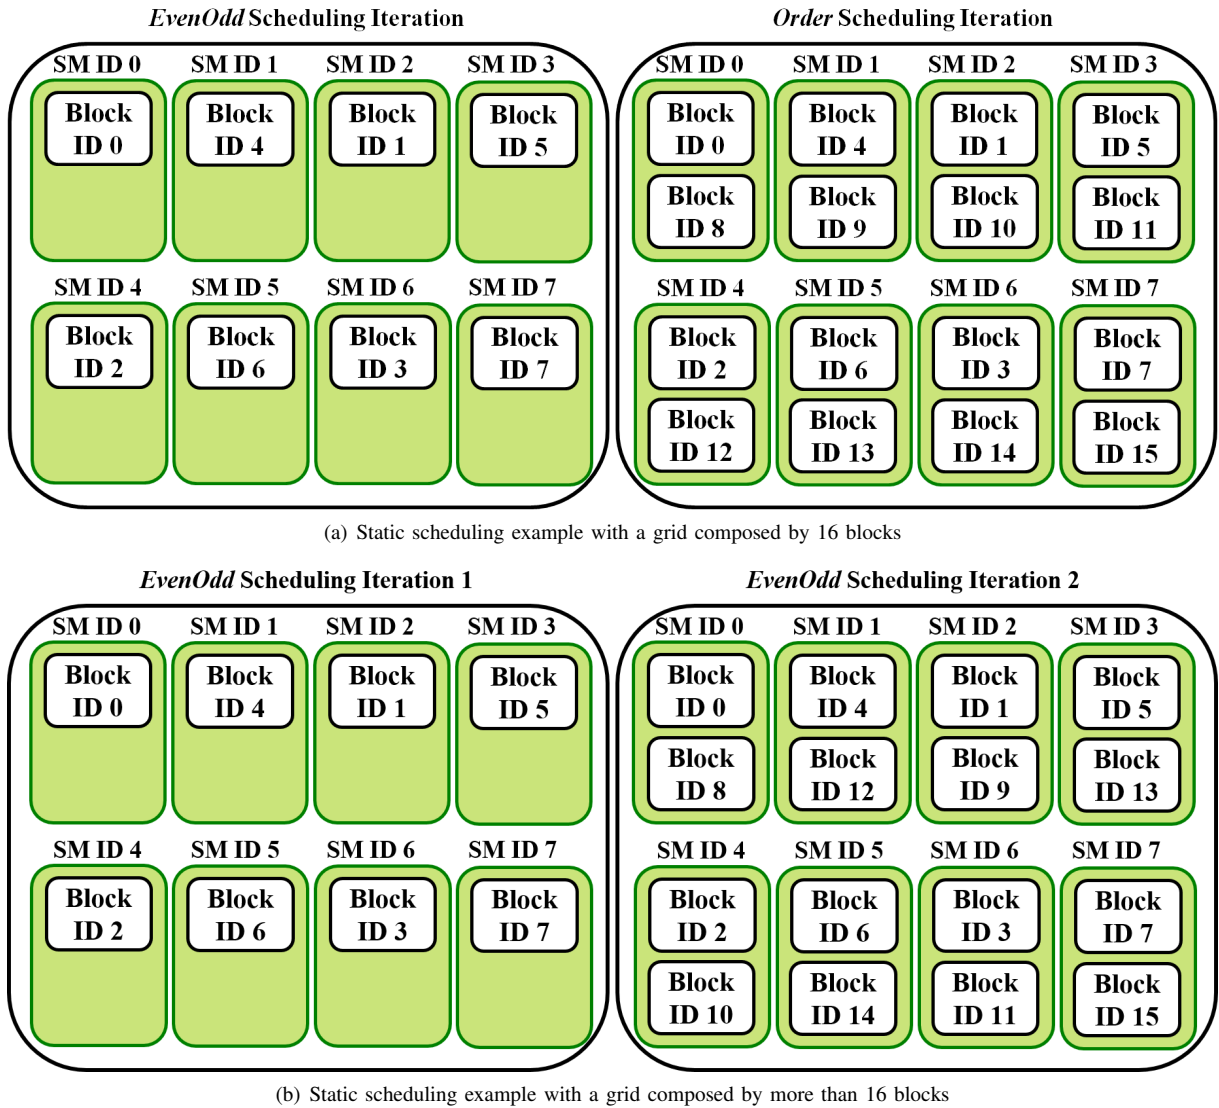 EvenOdd Scheduling Iteration
Order Scheduling Iteration
SM ID 0
SM ID 1
SM ID 2
SM ID 3
Block
ID 0
Block
ID 4
Block
ID 1
Block
ID 5
SM ID 4
SM ID 5
SM ID 6
SM ID 7
Block
ID 2
Block
ID 6
Block
ID 3
Block
ID 7
SM ID 0
SM ID 1
SM ID 2
SM ID 3
Block
ID 0
Block
ID 4
Block
ID 1
Block
ID 5
Block
ID 8
Block
ID 9
Block
ID 10
Block
ID 11
SM ID 4
SM ID 5
SM ID 6
SM ID 7
Block
ID 2
Block
ID 6
Block
ID 3
Block
ID 7
Block
ID 12
Block
ID 13
Block
ID 14
Block
ID 15
(a) Static scheduling example with a grid composed by 16 blocks
EvenOdd Scheduling Iteration 1
EvenOdd Scheduling Iteration 2
SM ID 0
SM ID 1
SM ID 2
SM ID 3
Block
ID 0
Block
ID 4
Block
ID 1
Block
ID 5
SM ID 4
SM ID 5
SM ID 6
SM ID 7
Block
ID 2
Block
ID 6
Block
ID 3
Block
ID 7
SM ID 0
SM ID 1
SM ID 2
SM ID 3
Block
ID 0
Block
ID 4
Block
ID 1
Block
ID 5
Block
ID 8
Block
ID 12
Block
ID 9
Block
ID 13
SM ID 4
SM ID 5
SM ID 6
SM ID 7
Block
ID 2
Block
ID 6
Block
ID 3
Block
ID 7
Block
ID 10
Block
ID 14
Block
ID 11
Block
ID 15
(b) Static scheduling example with a grid composed by more than 16 blocks